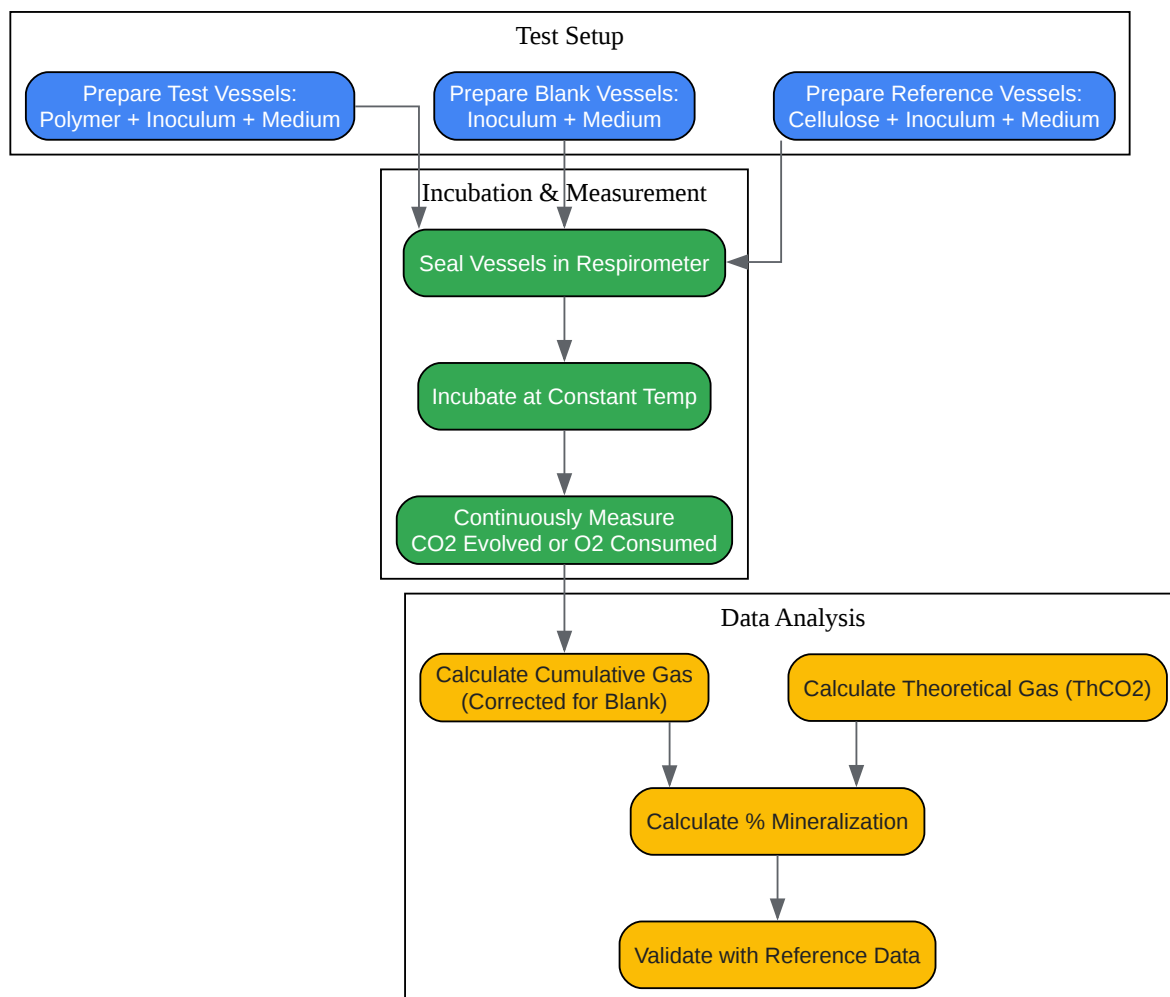 Test Setup
Prepare Test Vessels:
Polymer + Inoculum + Medium
Prepare Blank Vessels:
Inoculum + Medium
Prepare Reference Vessels:
Cellulose + Inoculum + Medium
Incubation & Measurement
Seal Vessels in Respirometer
Incubate at Constant Temp
Continuously Measure
CO2 Evolved or O2 Consumed
Data Analysis
Calculate Cumulative Gas
(Corrected for Blank)
Calculate Theoretical Gas (ThCO2)
Calculate % Mineralization
Validate with Reference Data